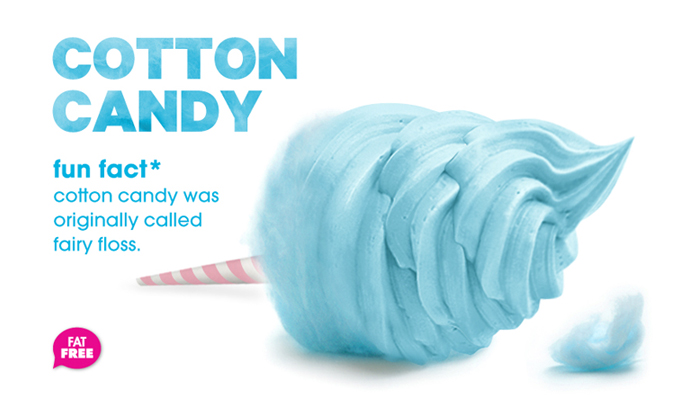 COTTON
CANDY
fun fact*
cotton candy was
originally called
fairy floss.
FAT
FREE